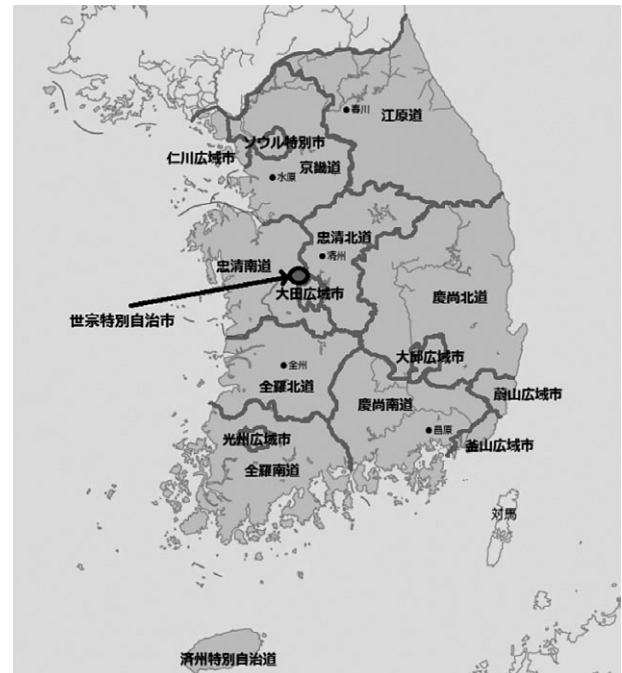 春川
江原道
ソウル特別市
仁川広域市
京畿道
水原
忠清北道
清州
忠清南道
大田広域市
慶尚北道
世宗特別自治市
大邱広域市
全州
全羅北道
慶尚南道
蔚山広域市
昌原
光州広域市
釜山広域市
全羅南道
対馬
済州特別自治道